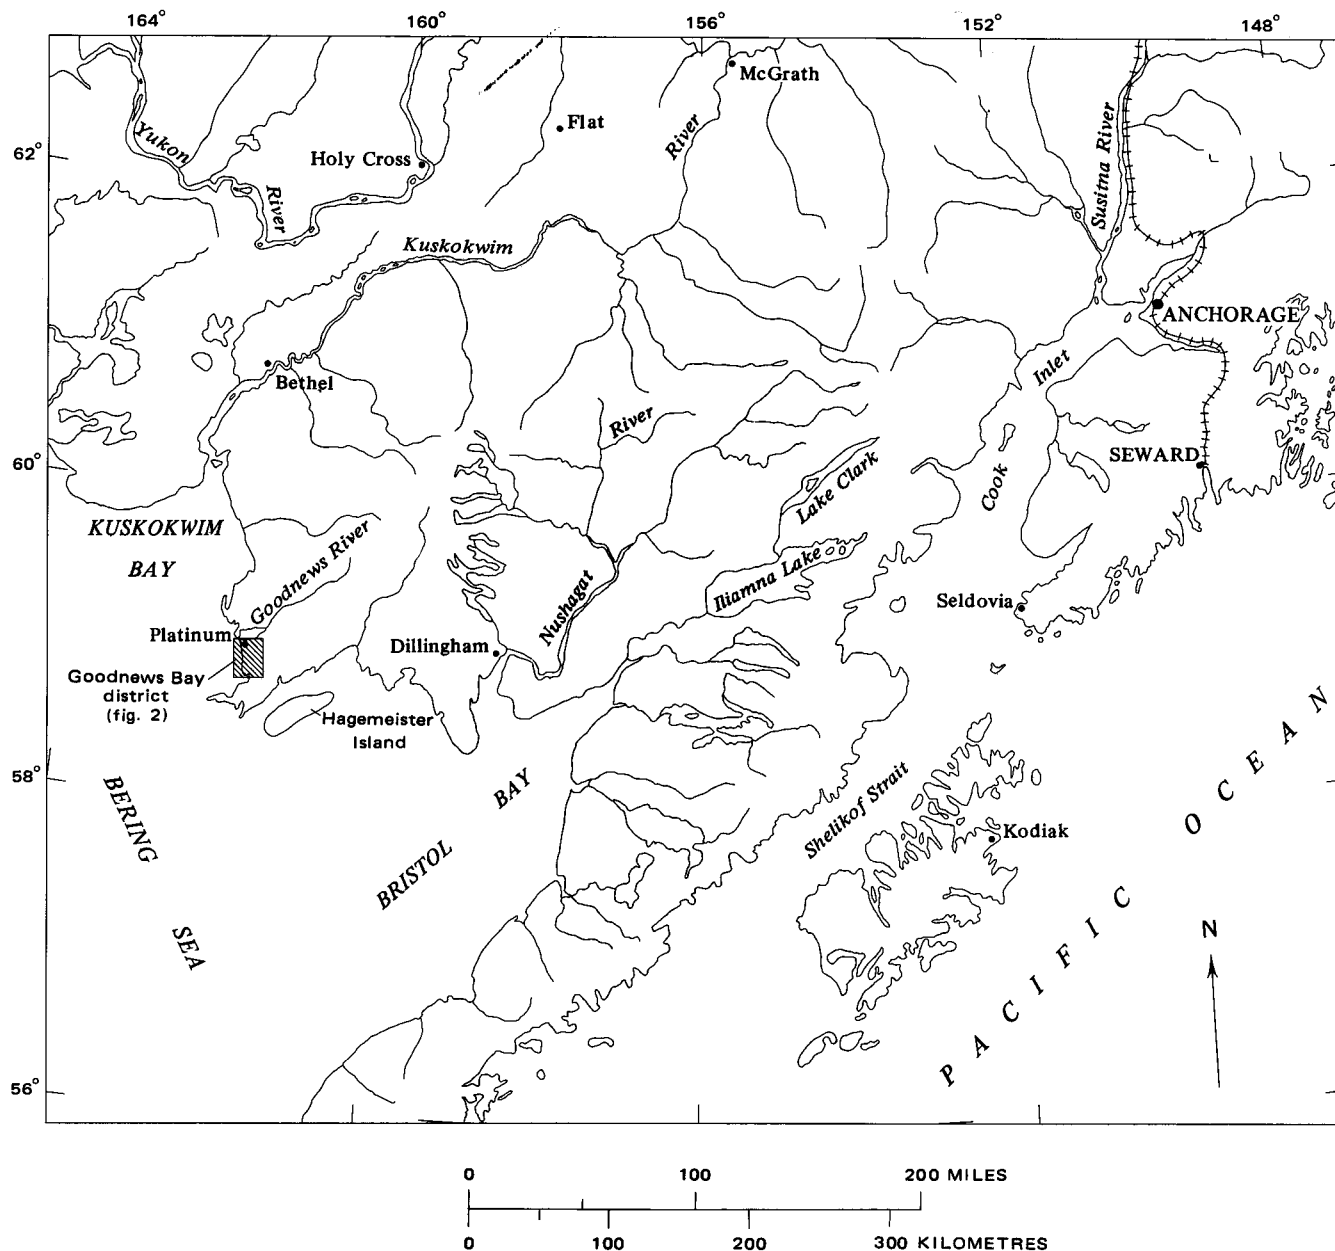 164° 160° 156° 152° 148°
McGrath
Flat
Yukon
River
Holy Cross
River
Susitna River
62°
Kuskokwim
ANCHORAGE
Inlet
Bethel
River
60°
SEWARD
Lake Clark
Cook
KUSKOKWIM
BAY
Goodnews River
Iliamna Lake
Nushagat
Seldovia
Platinum
Dillingham
Goodnews Bay
district
(fig. 2)
Hagemeister
Island
58°
BERING
SEA
BRISTOL
BAY
Shelikof Strait
Kodiak
PACIFIC OCEAN
N
56°
0 100 200 MILES
0 100 200 300 KILOMETRES